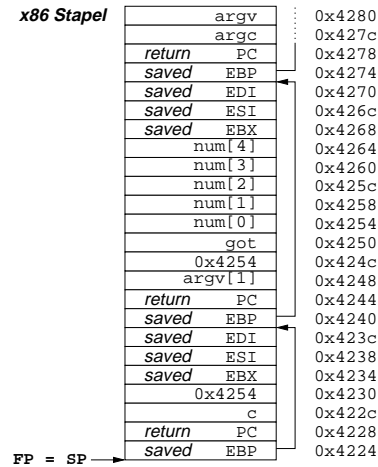 x86 Stapel
argv 0x4280
argc 0x427c
return PC 0x4278
saved EBP 0x4274
saved EDI 0x4270
saved ESI 0x426c
saved EBX 0x4268
num[4] 0x4264
num[3] 0x4260
num[2] 0x425c
num[1] 0x4258
num[0] 0x4254
got 0x4250
0x4254 0x424c
argv[1] 0x4248
return PC 0x4244
saved EBP 0x4240
saved EDI 0x423c
saved ESI 0x4238
saved EBX 0x4234
0x4254 0x4230
c 0x422c
return PC 0x4228
saved EBP 0x4224
FP = SP